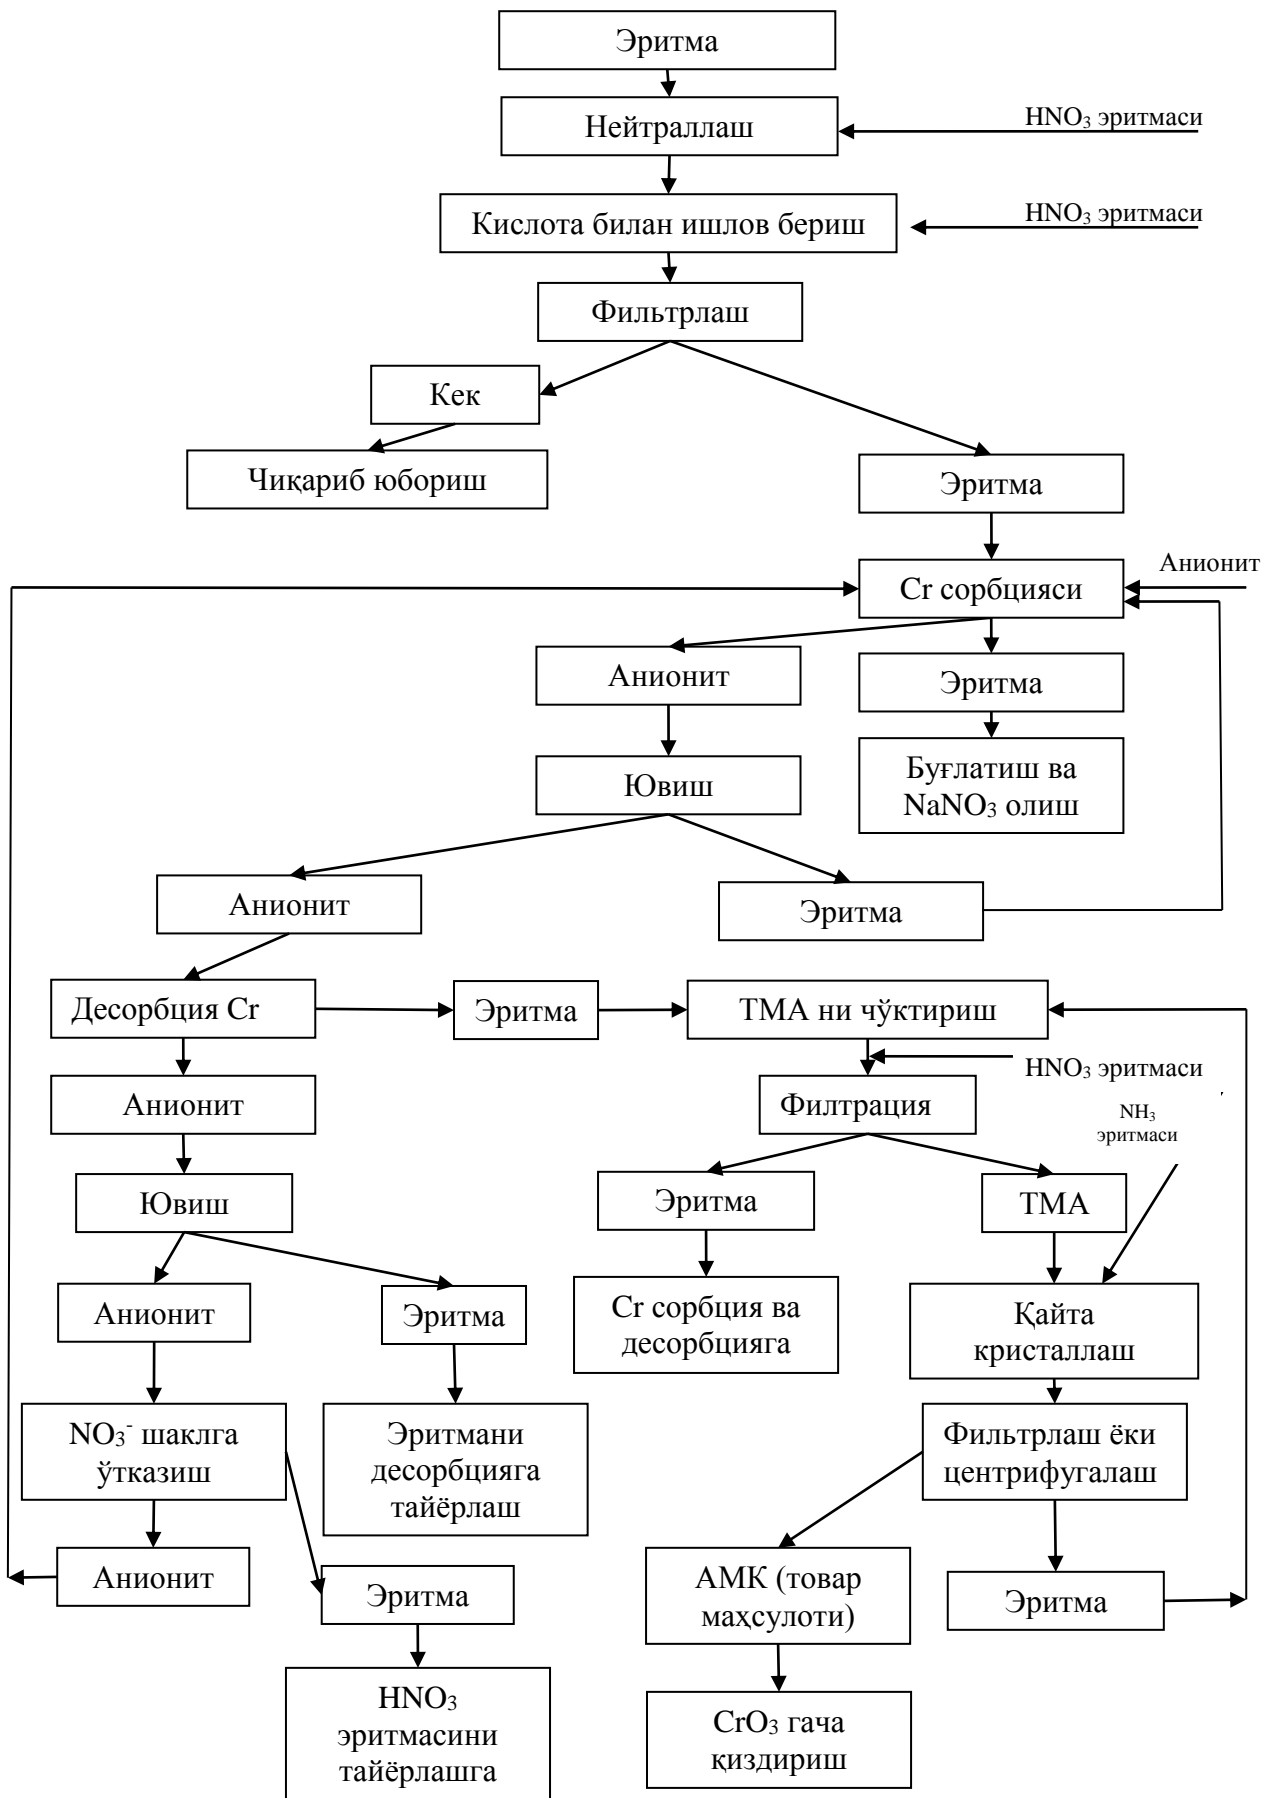 Эритма
Нейтраллаш
HNO₃ эритмаси
Кислота билан ишлов бериш
HNO₃ эритмаси
Фильтрлаш
Кек
Чиқариб юбориш
Эритма
Анионит
Cr сорбцияси
Анионит
Эритма
Ювиш
Буғлатиш ва
NaNO₃ олиш
Анионит
Эритма
Десорбция Cr
Эритма
ТМА ни чўктириш
HNO₃ эритмаси
Анионит
Филтрация
NH₃
эритмаси
Ювиш
Эритма
ТМА
Анионит
Эритма
Cr сорбция ва
десорбцияга
Қайта
кристаллаш
NO₃⁻ шаклга
ўтказиш
Эритмани
десорбцияга
тайёрлаш
Фильтрлаш ёки
центрифугалаш
Анионит
Эритма
АМК (товар
маҳсулоти)
Эритма
HNO₃
эритмасини
тайёрлашга
CrO₃ гача
қиздириш